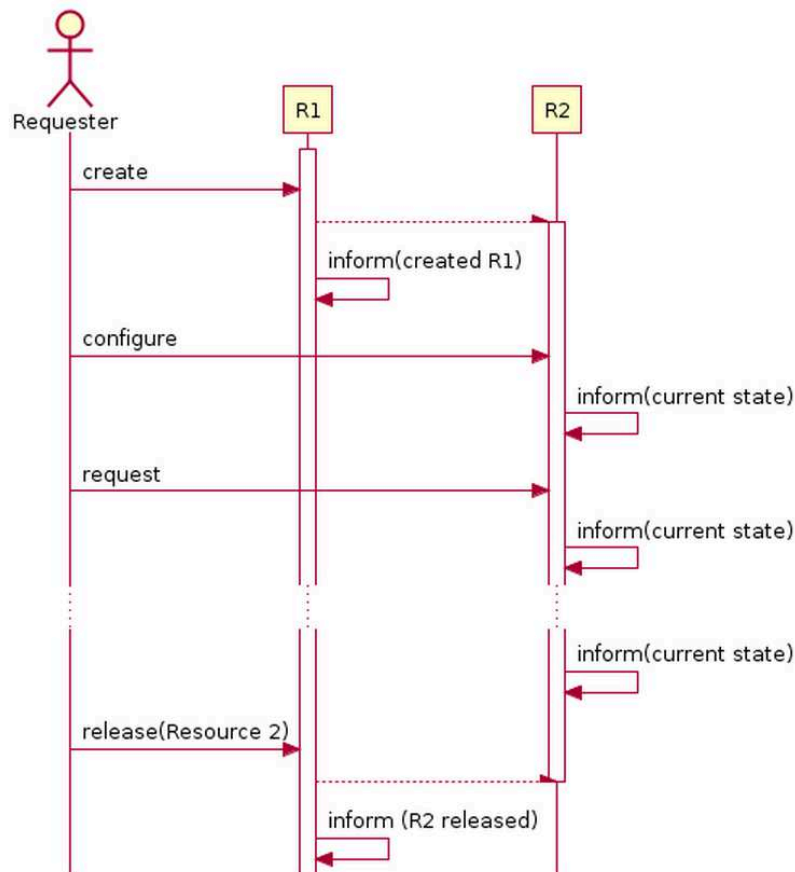 Requester
R1
R2
create
inform(created R1)
configure
inform(current state)
request
inform(current state)
inform(current state)
release(Resource 2)
inform (R2 released)